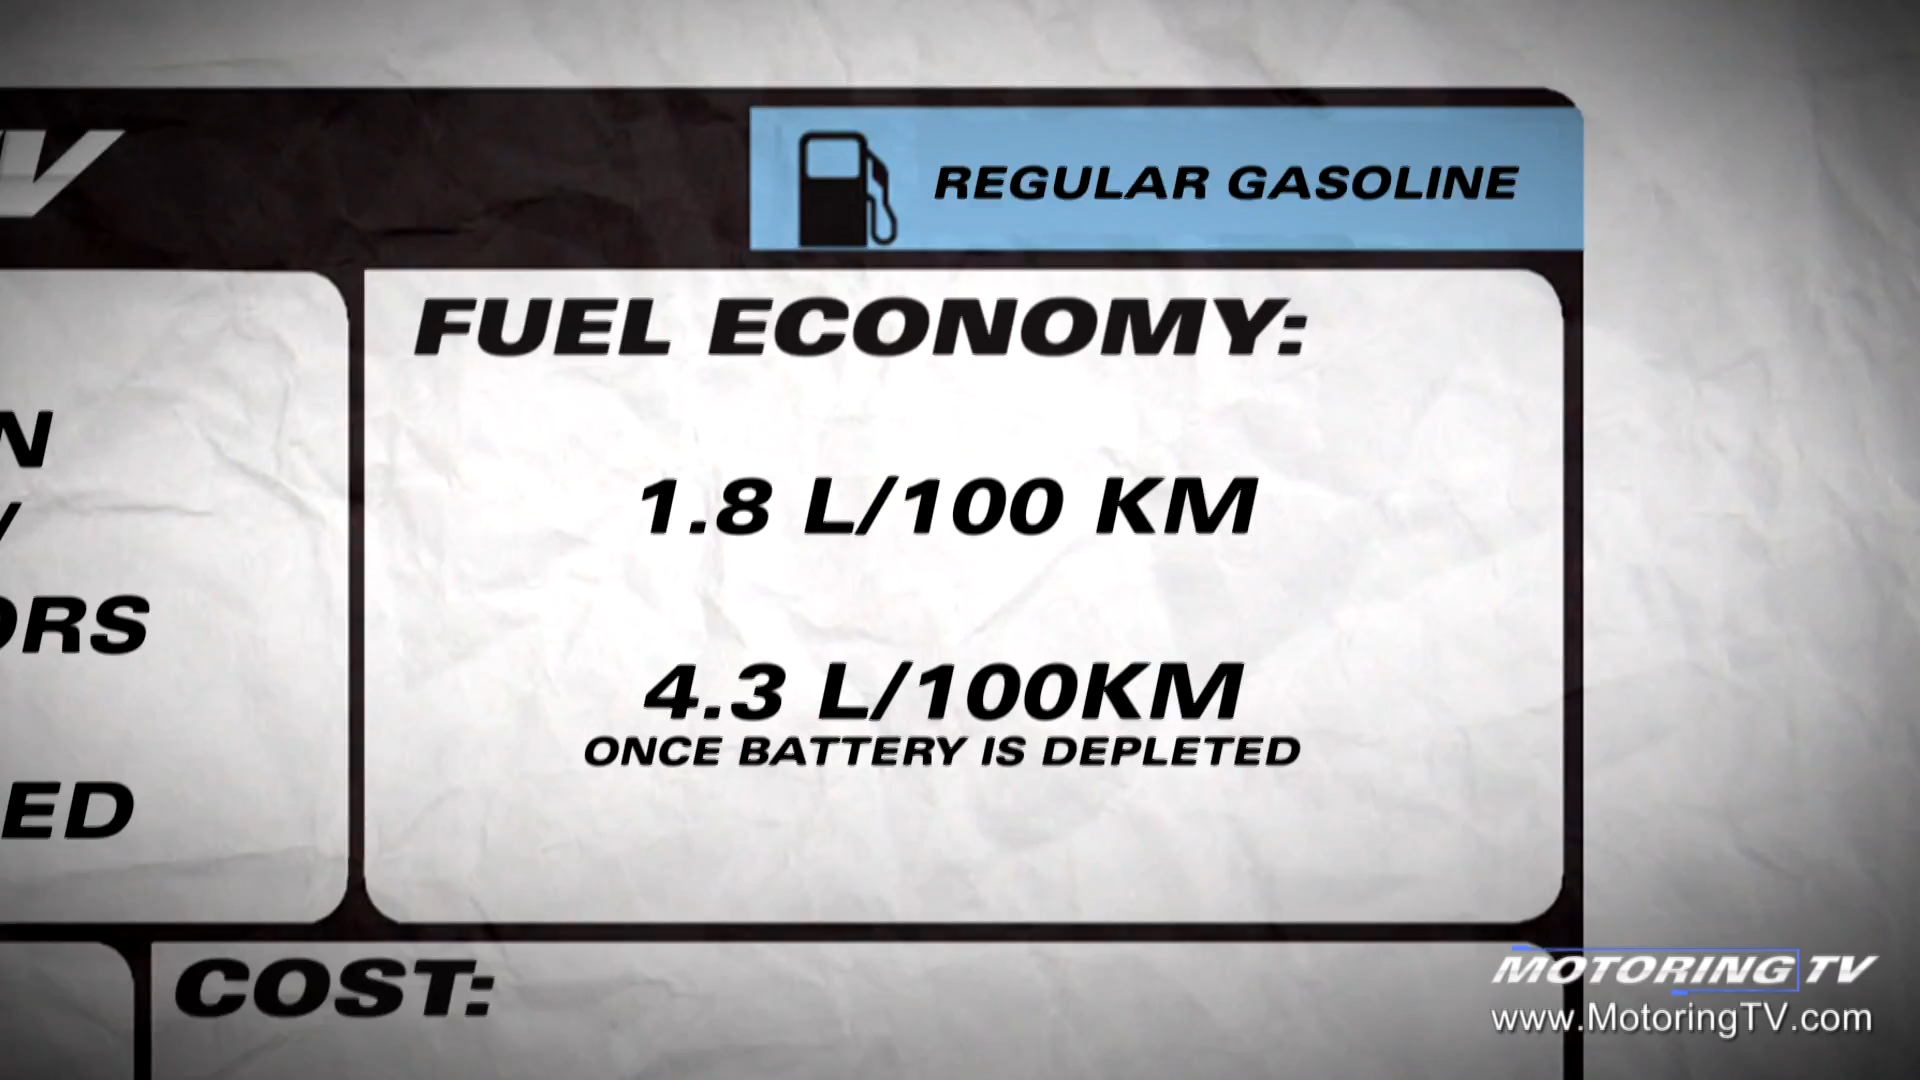 V
REGULAR GASOLINE
FUEL ECONOMY:
N
1.8 L/100 KM
/
ORS
4.3 L/100KM
ONCE BATTERY IS DEPLETED
ED
COST:
MOTORING TV
www.MotoringTV.com